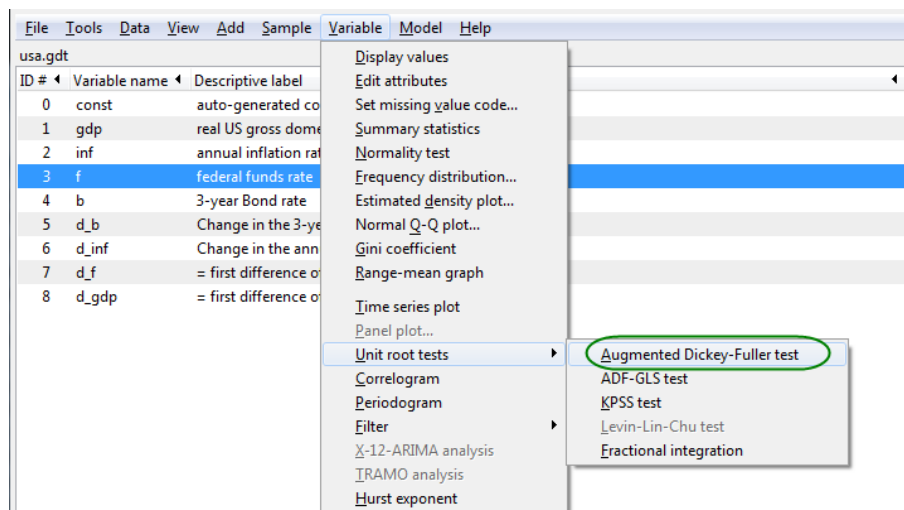 File Tools Data View Add Sample Variable Model Help
usa.gdt
ID # Variable name Descriptive label
0 const auto-generated co
1 gdp real US gross dome
2 inf annual inflation rat
3 f federal funds rate
4 b 3-year Bond rate
5 d_b Change in the 3-ye
6 d_inf Change in the ann
7 d_f = first difference o
8 d_gdp = first difference o
Display values
Edit attributes
Set missing value code...
Summary statistics
Normality test
Frequency distribution...
Estimated density plot...
Normal Q-Q plot...
Gini coefficient
Range-mean graph
Time series plot
Panel plot...
Unit root tests
Correlogram
Periodogram
Filter
X-12-ARIMA analysis
TRAMO analysis
Hurst exponent
Augmented Dickey-Fuller test
ADF-GLS test
KPSS test
Levin-Lin-Chu test
Fractional integration